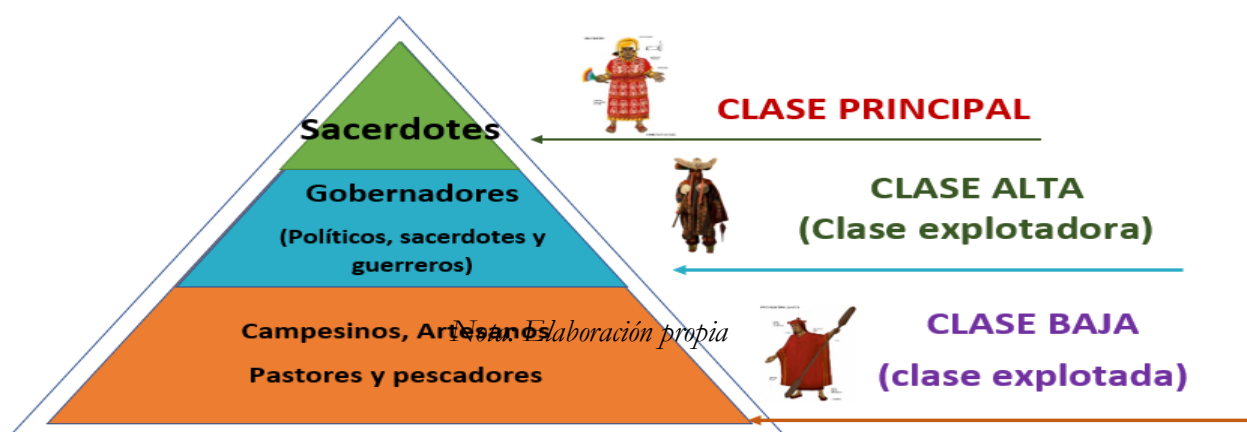 Sacerdotes
CLASE PRINCIPAL
Gobernadores
(Políticos, sacerdotes y
guerreros)
CLASE ALTA
(Clase explotadora)
Campesinos, Artesanos
Nota: Elaboración propia
Pastores y pescadores
CLASE BAJA
(clase explotada)